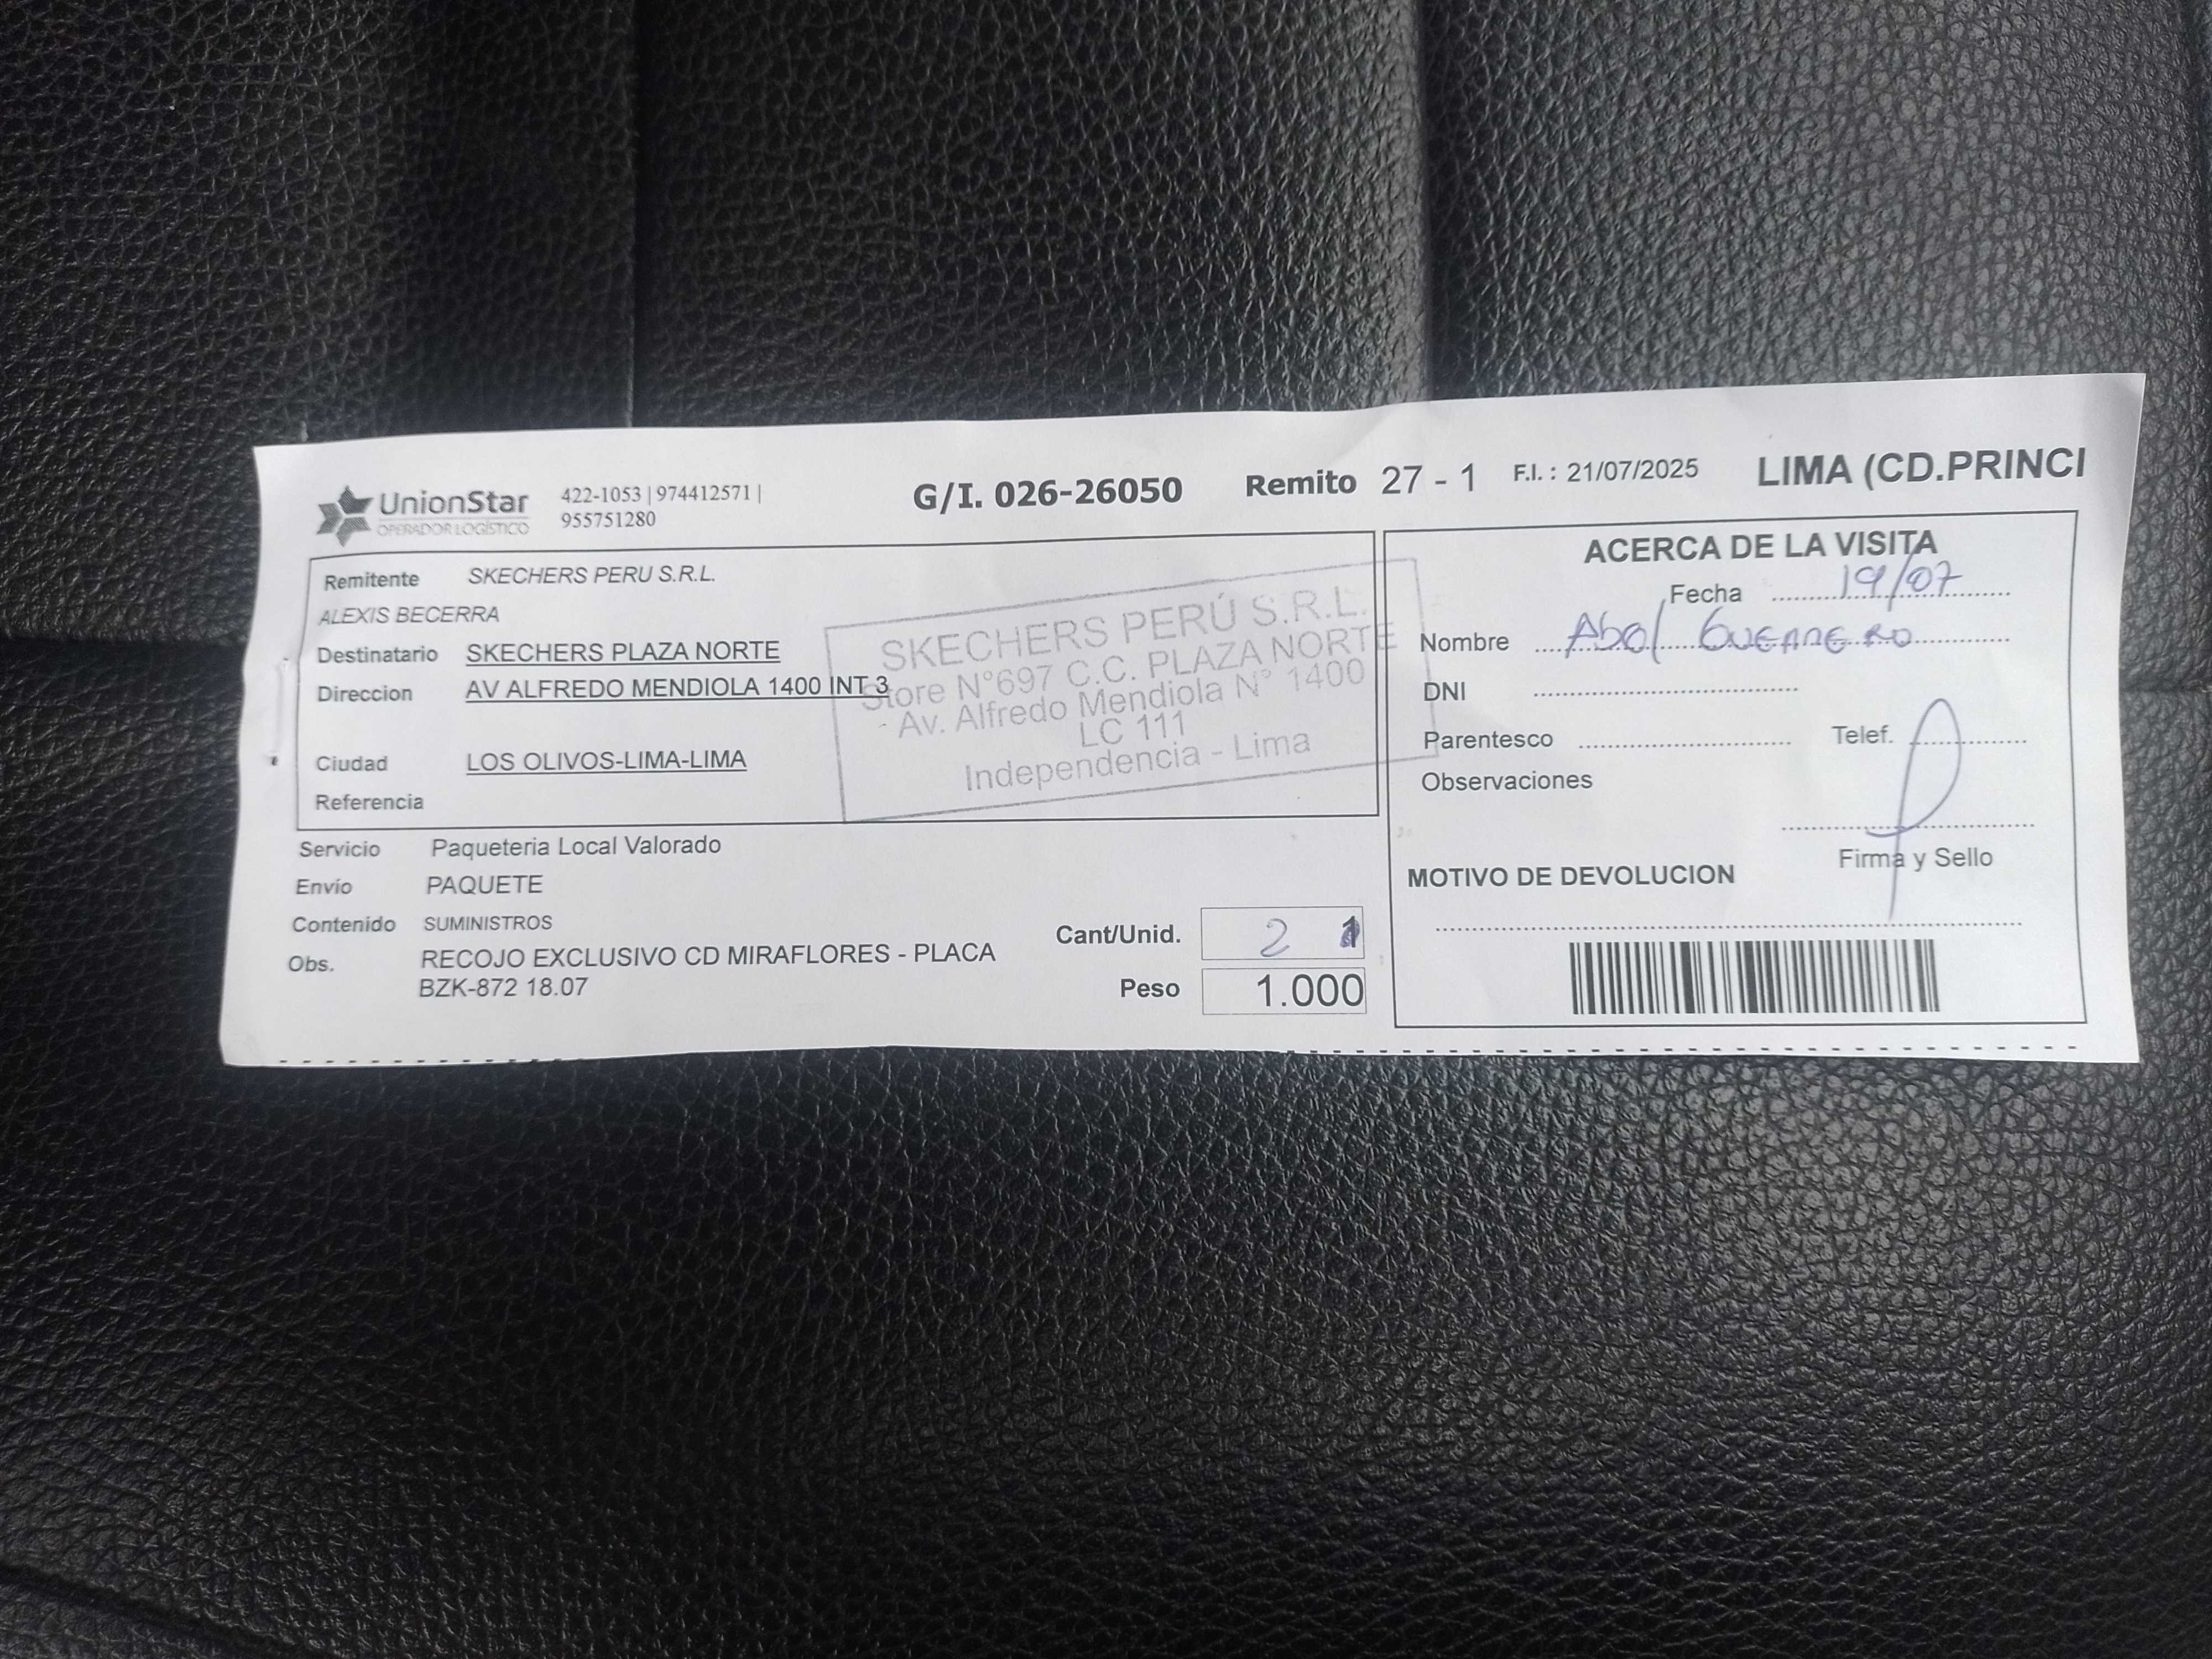 UnionStar
OPERADOR LOGÍSTICO
422-1053 | 974412571 |
955751280
G/I. 026-26050 Remito 27 - 1 F.I. : 21/07/2025 LIMA (CD.PRINCI
Remitente SKECHERS PERU S.R.L.
ALEXIS BECERRA
Destinatario SKECHERS PLAZA NORTE
Direccion AV ALFREDO MENDIOLA 1400 INT 3
Ciudad LOS OLIVOS-LIMA-LIMA
Referencia
SKECHERS PERÚ S.R.L.
Store N°697 C.C. PLAZA NORTE
- Av. Alfredo Mendiola N° 1400
LC 111
Independencia - Lima
Servicio Paqueteria Local Valorado
Envío PAQUETE
Contenido SUMINISTROS
Obs. RECOJO EXCLUSIVO CD MIRAFLORES - PLACA
BZK-872 18.07
Cant/Unid. 2 1
Peso 1.000
ACERCA DE LA VISITA
Fecha 19/07
Nombre Abel Guerrero
DNI
Parentesco Telef.
Observaciones
Firma y Sello
MOTIVO DE DEVOLUCION